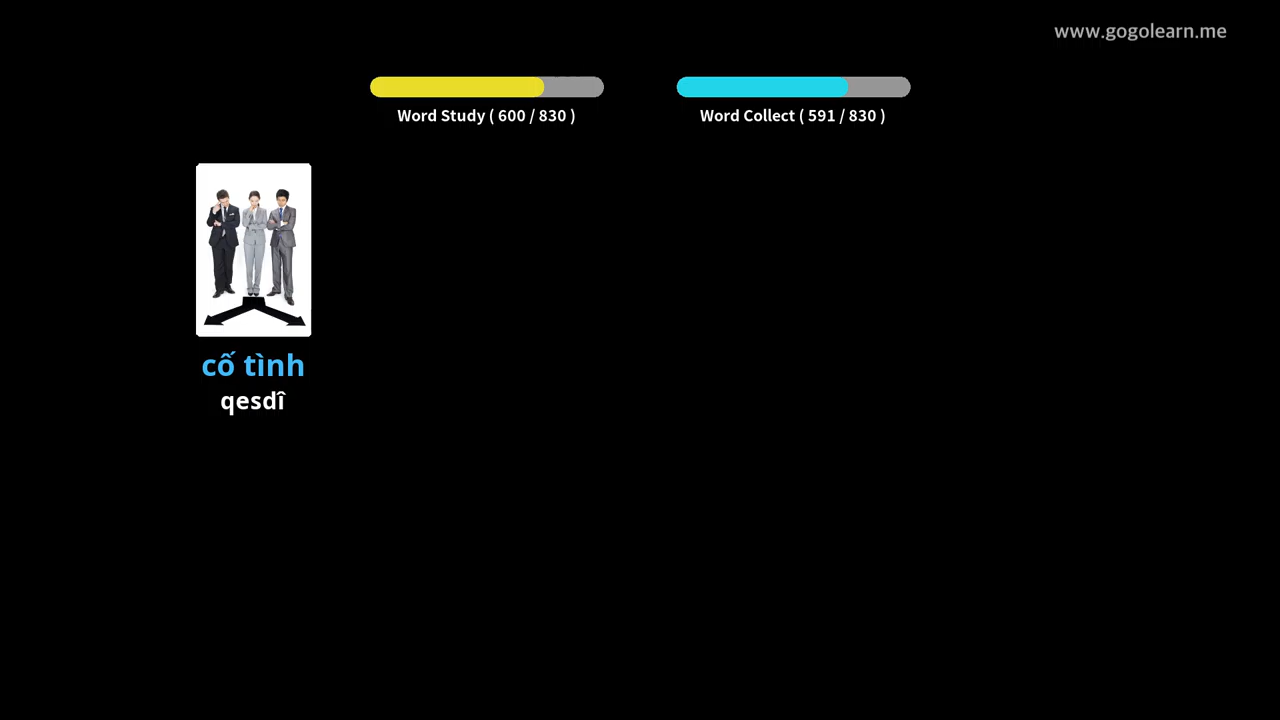 www.gogolearn.me
Word Study ( 600 / 830 )
Word Collect ( 591 / 830 )
cố tình
qesdî